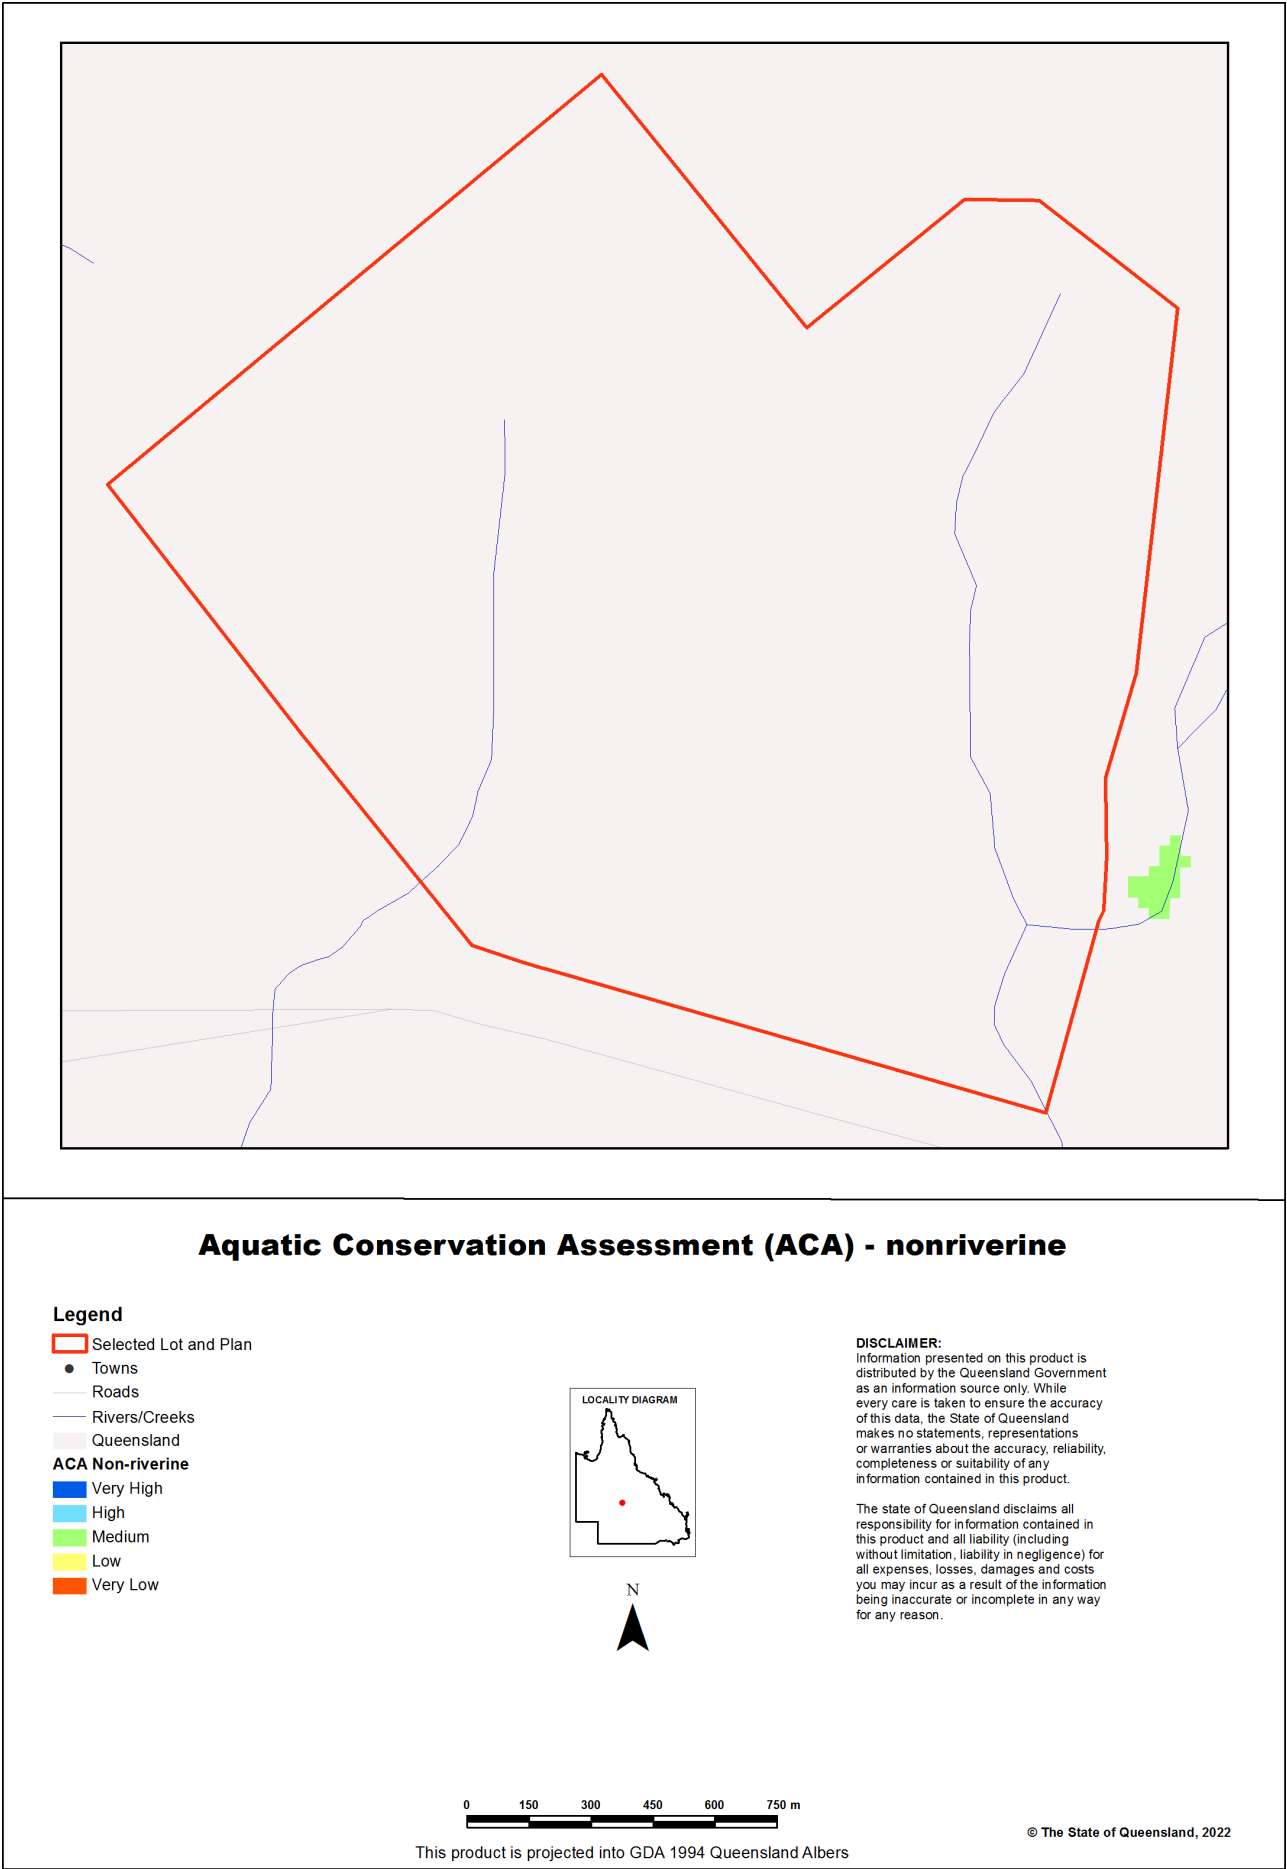 Aquatic Conservation Assessment (ACA) - nonriverine
Legend
Selected Lot and Plan
Towns
Roads
Rivers/Creeks
Queensland
ACA Non-riverine
Very High
High
Medium
Low
Very Low
LOCALITY DIAGRAM
N
DISCLAIMER:
Information presented on this product is
distributed by the Queensland Government
as an information source only. While
every care is taken to ensure the accuracy
of this data, the State of Queensland
makes no statements, representations
or warranties about the accuracy, reliability,
completeness or suitability of any
information contained in this product.
The state of Queensland disclaims all
responsibility for information contained in
this product and all liability (including
without limitation, liability in negligence) for
all expenses, losses, damages and costs
you may incur as a result of the information
being inaccurate or incomplete in any way
for any reason.
0 150 300 450 600 750 m
© The State of Queensland, 2022
This product is projected into GDA 1994 Queensland Albers